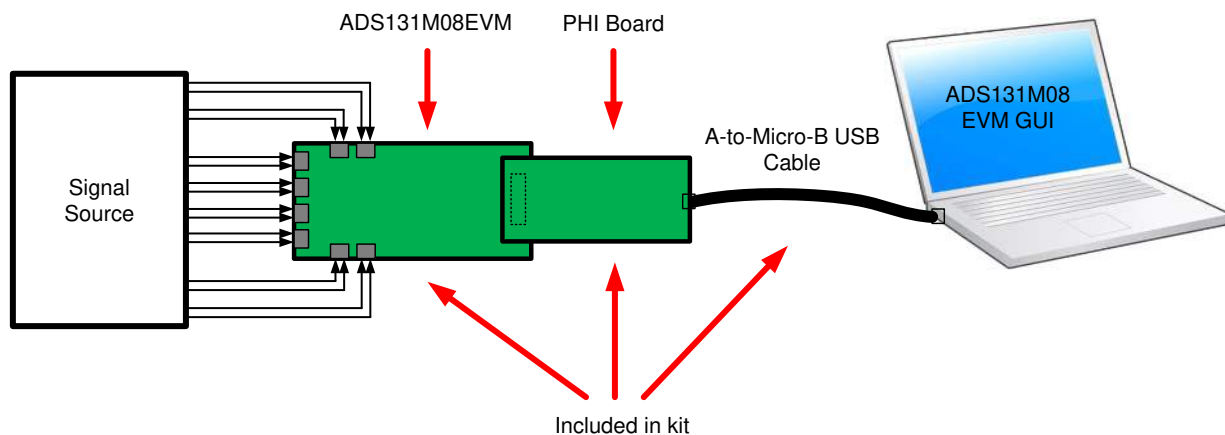 ADS131M08EVM
PHI Board
ADS131M08
EVM GUI
A-to-Micro-B USB
Cable
Signal
Source
Included in kit